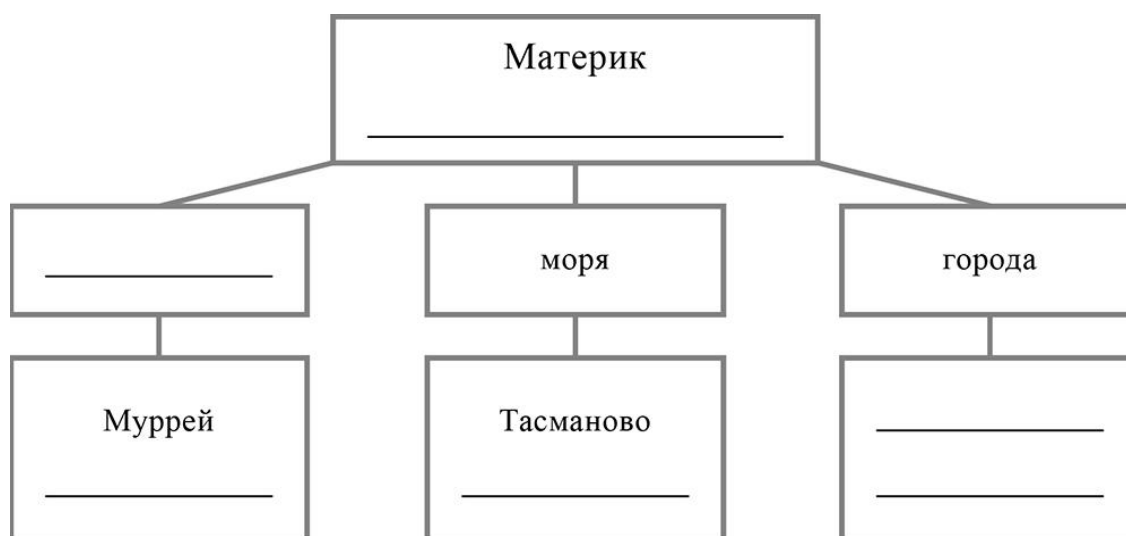 Материк
моря
города
Муррей
Тасманово